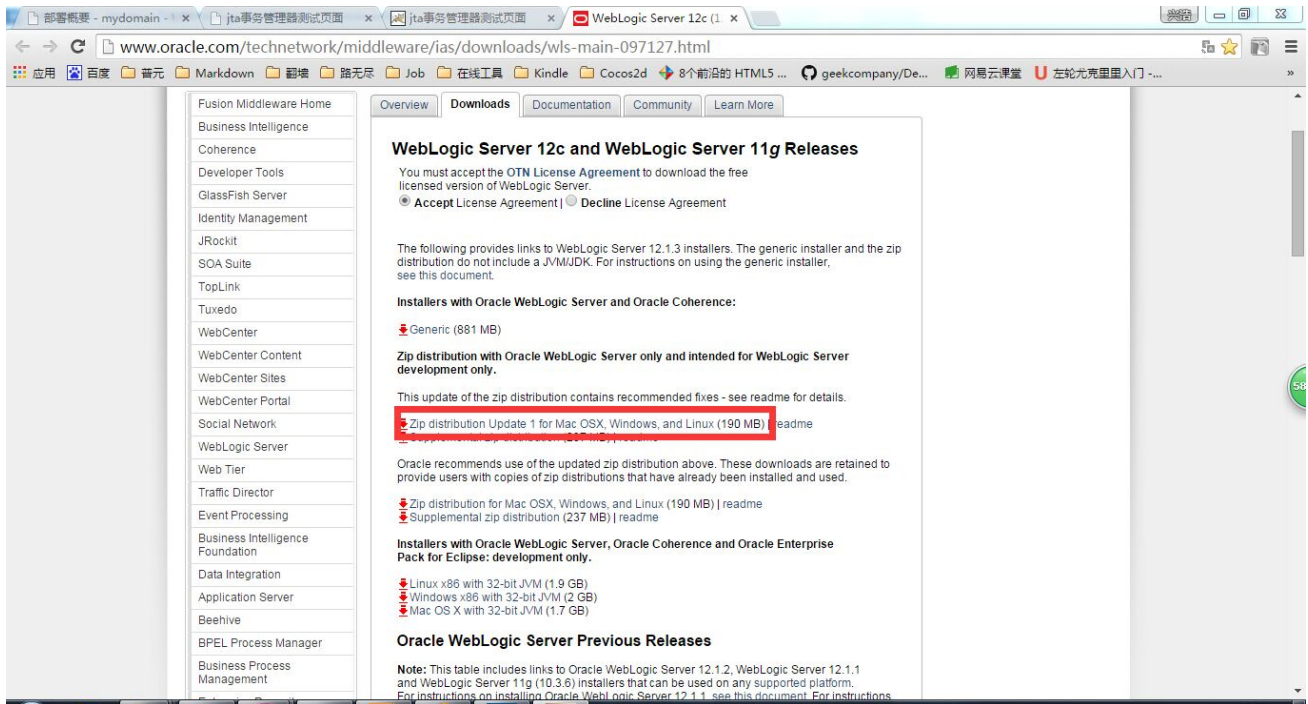 部署概要 - mydomain -
jta事务管理器测试页面
jta事务管理器测试页面
WebLogic Server 12c (1
www.oracle.com/technetwork/middleware/ias/downloads/wls-main-097127.html
应用 百度 普元 Markdown 翻墙 路无尽 Job 在线工具 Kindle Cocos2d 8个前沿的 HTML5 ... geekcompany/De... 网易云课堂 左轮尤克里里入门 -... »
Fusion Middleware Home
Business Intelligence
Coherence
Developer Tools
GlassFish Server
Identity Management
JRockit
SOA Suite
TopLink
Tuxedo
WebCenter
WebCenter Content
WebCenter Sites
WebCenter Portal
Social Network
WebLogic Server
Web Tier
Traffic Director
Event Processing
Business Intelligence
Foundation
Data Integration
Application Server
Beehive
BPEL Process Manager
Business Process
Management
Overview Downloads Documentation Community Learn More
WebLogic Server 12c and WebLogic Server 11g Releases
You must accept the OTN License Agreement to download the free
licensed version of WebLogic Server.
Accept License Agreement | Decline License Agreement
The following provides links to WebLogic Server 12.1.3 installers. The generic installer and the zip
distribution do not include a JVM/JDK. For instructions on using the generic installer,
see this document.
Installers with Oracle WebLogic Server and Oracle Coherence:
Generic (881 MB)
Zip distribution with Oracle WebLogic Server only and intended for WebLogic Server
development only.
This update of the zip distribution contains recommended fixes - see readme for details.
Zip distribution Update 1 for Mac OSX, Windows, and Linux (190 MB) | readme
Oracle recommends use of the updated zip distribution above. These downloads are retained to
provide users with copies of zip distributions that have already been installed and used.
Zip distribution for Mac OSX, Windows, and Linux (190 MB) | readme
Supplemental zip distribution (237 MB) | readme
Installers with Oracle WebLogic Server, Oracle Coherence and Oracle Enterprise
Pack for Eclipse: development only.
Linux x86 with 32-bit JVM (1.9 GB)
Windows x86 with 32-bit JVM (2 GB)
Mac OS X with 32-bit JVM (1.7 GB)
Oracle WebLogic Server Previous Releases
Note: This table includes links to Oracle WebLogic Server 12.1.2, WebLogic Server 12.1.1
and WebLogic Server 11g (10.3.6) installers that can be used on any supported platform.
For instructions on installing Oracle WebLogic Server 12.1.1, see this document. For instructions
58